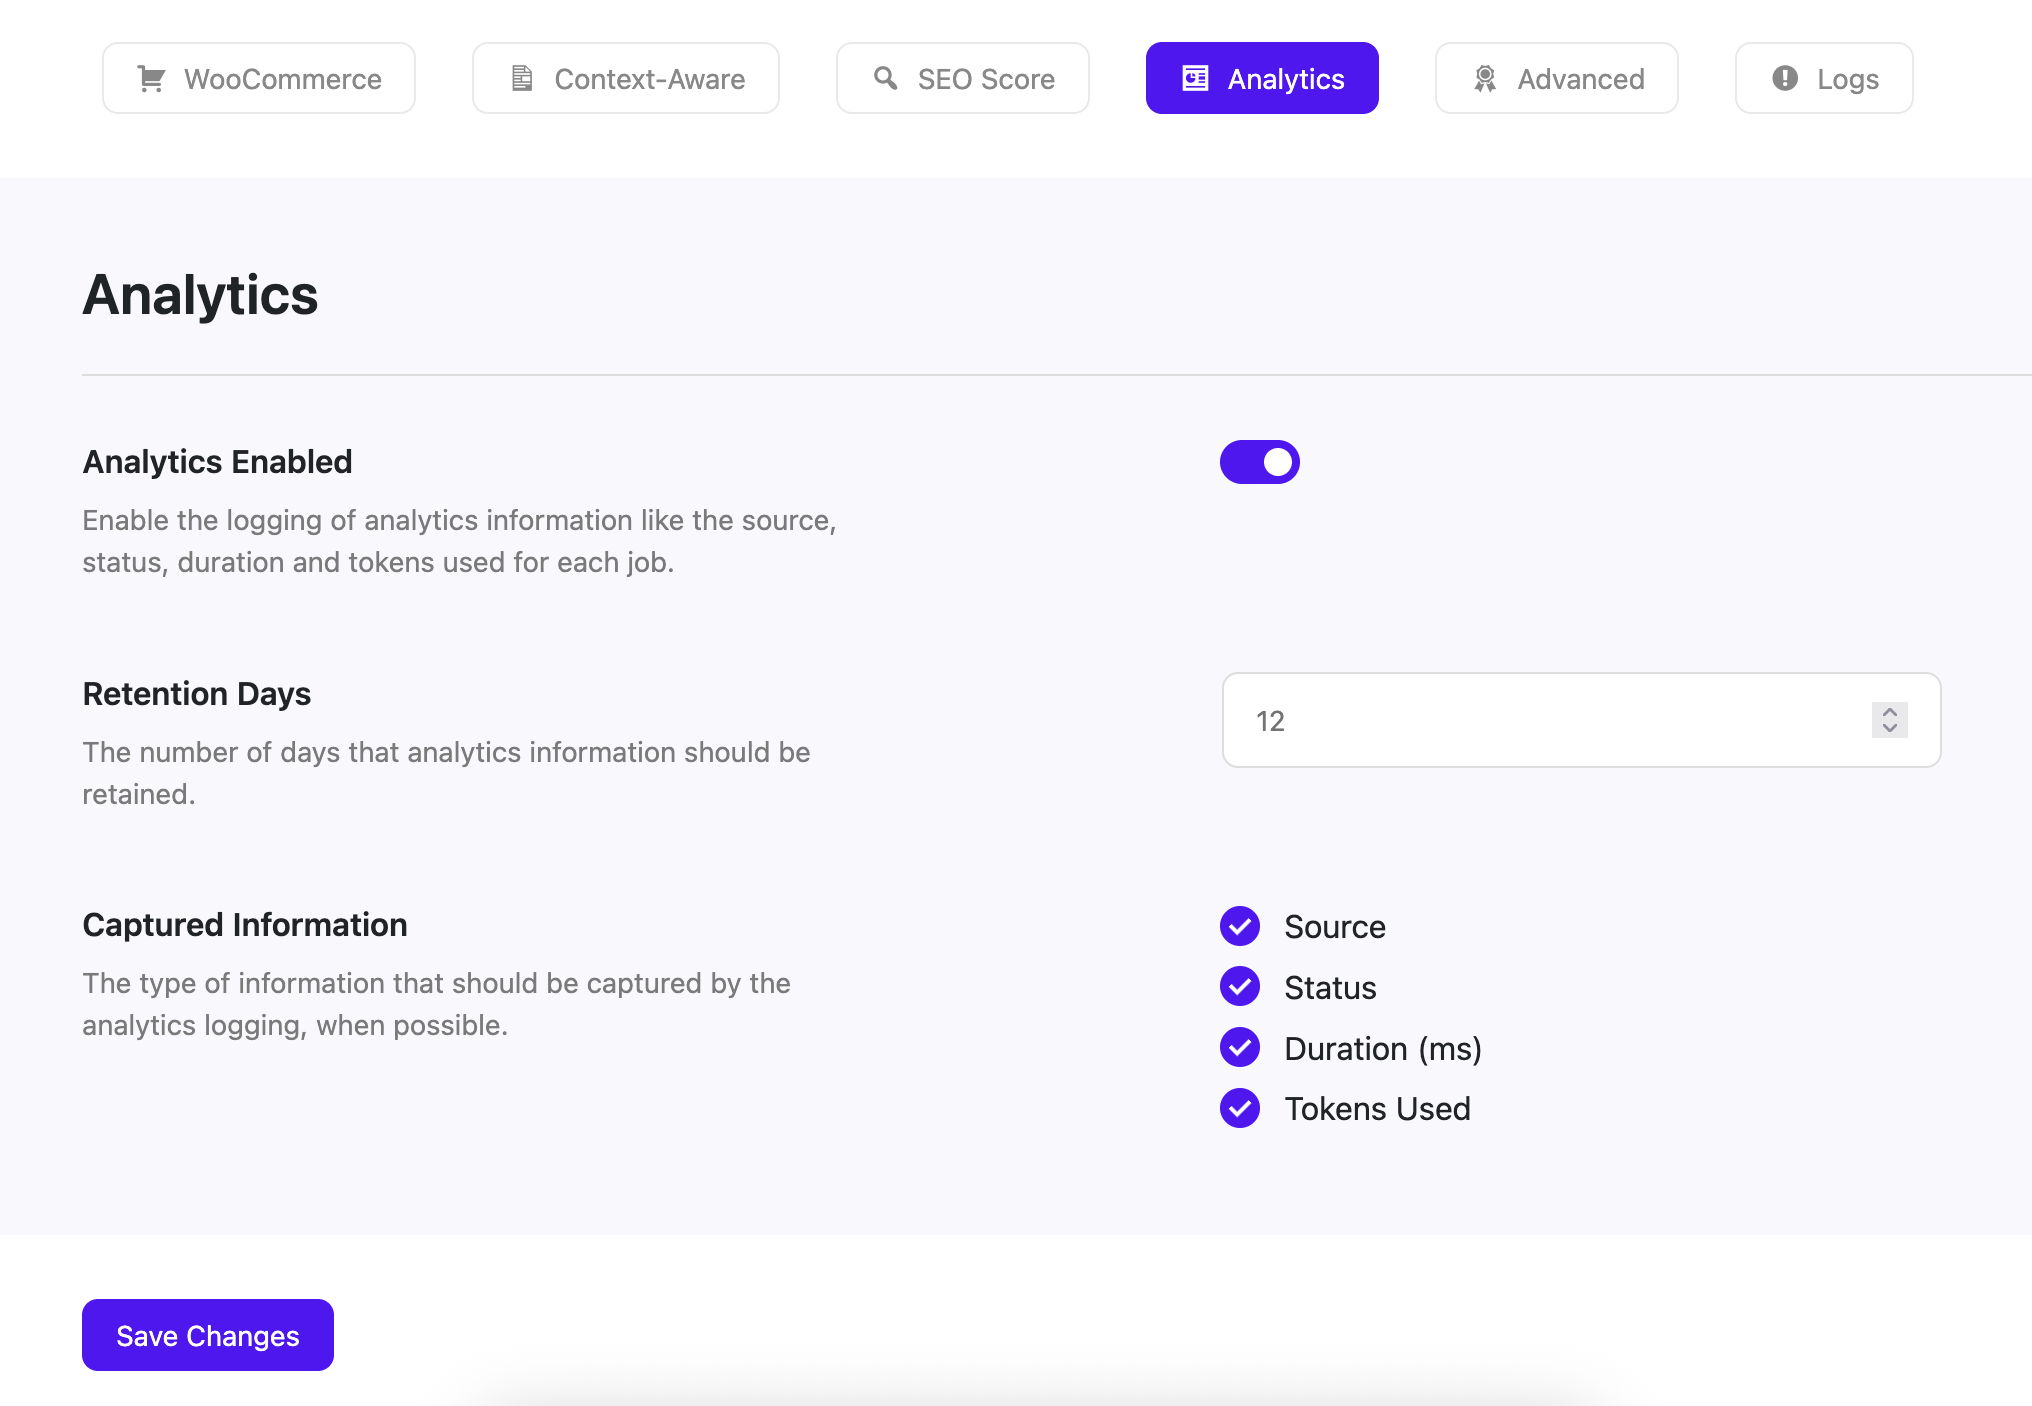 WooCommerce
Context-Aware
SEO Score
Analytics
Advanced
Logs
Analytics
Analytics Enabled
Enable the logging of analytics information like the source,
status, duration and tokens used for each job.
Retention Days
The number of days that analytics information should be
retained.
12
Captured Information
The type of information that should be captured by the
analytics logging, when possible.
Source
Status
Duration (ms)
Tokens Used
Save Changes